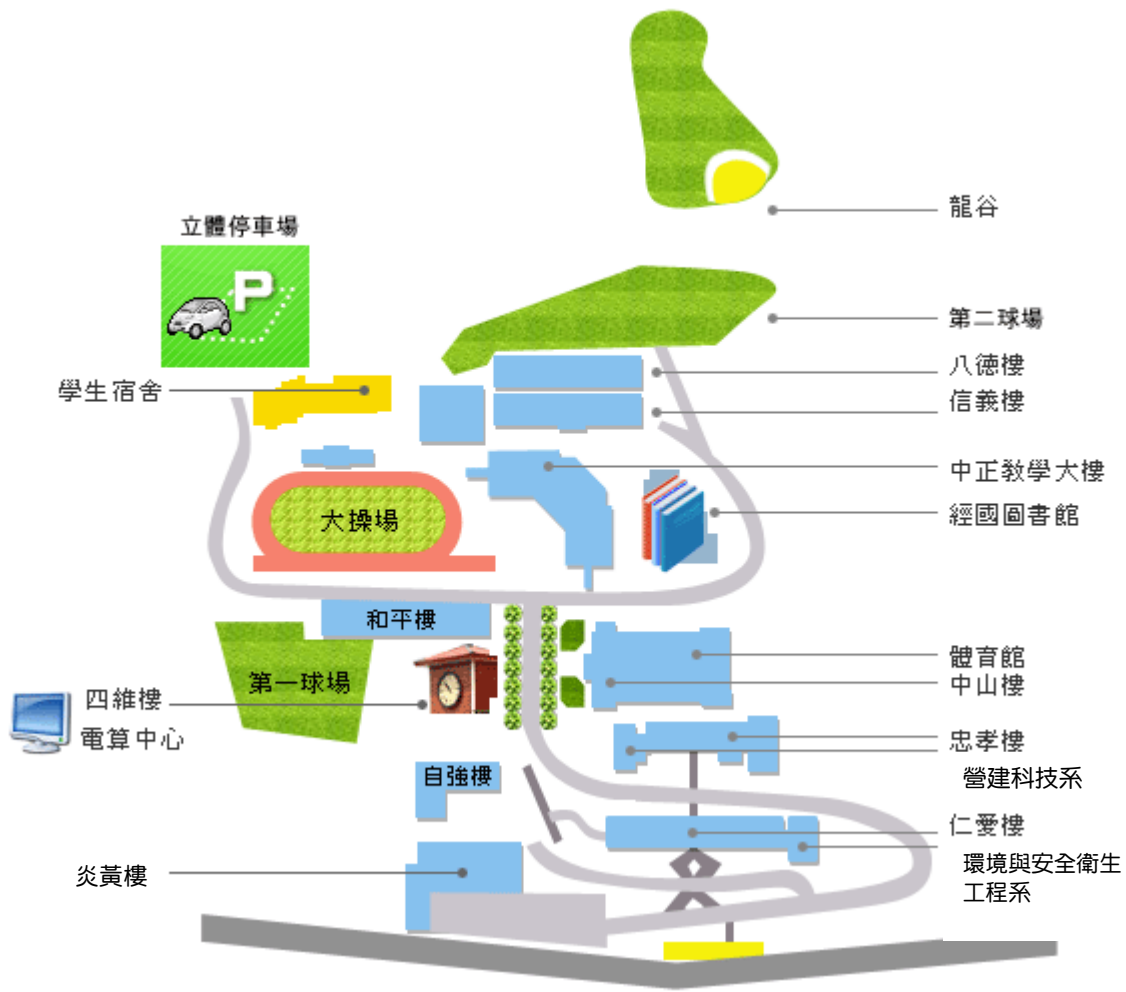 龍谷
立體停車場
P
第二球場
八德樓
學生宿舍
信義樓
中正教學大樓
經國圖書館
大操場
和平樓
體育館
第一球場
中山樓
四維樓
電算中心
忠孝樓
自強樓
營建科技系
仁愛樓
環境與安全衛生
工程系
炎黃樓